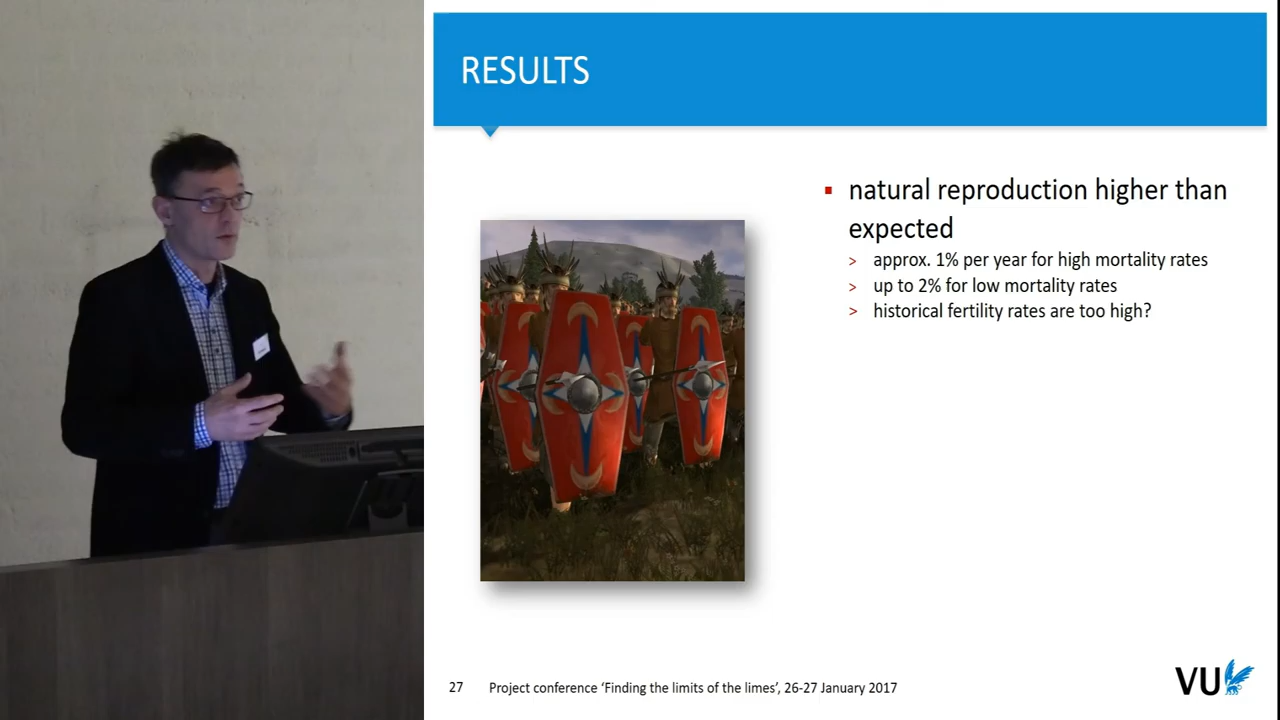 RESULTS
natural reproduction higher than
expected
> approx. 1% per year for high mortality rates
> up to 2% for low mortality rates
> historical fertility rates are too high?
27 Project conference ‘Finding the limits of the limes’, 26-27 January 2017
VU